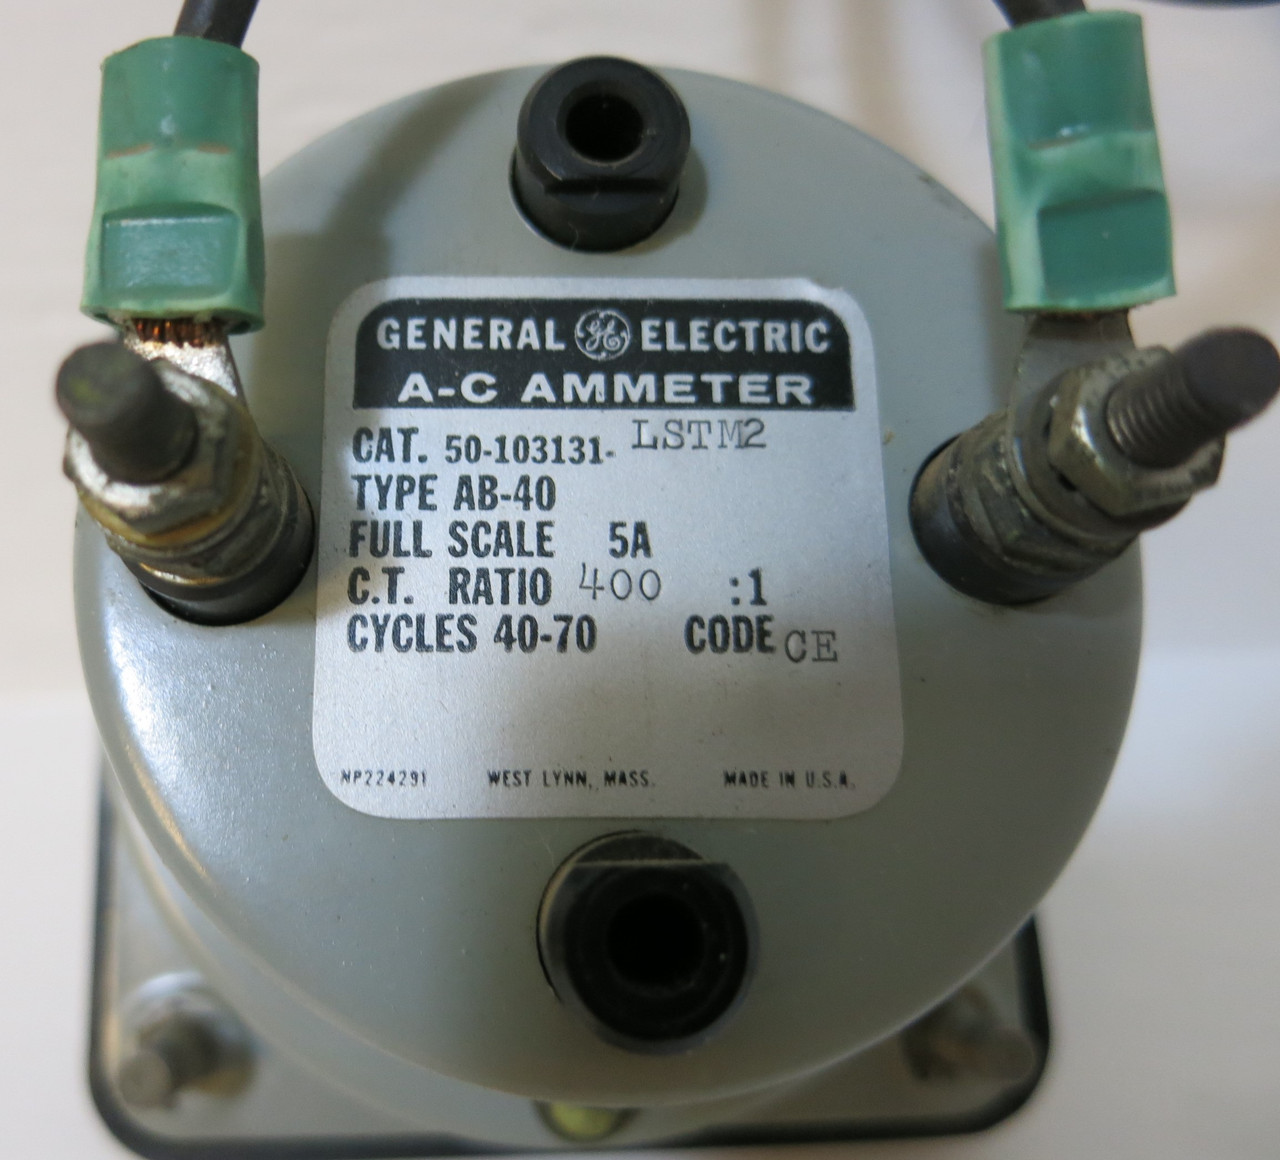 GENERAL GE ELECTRIC
A-C AMMETER
CAT. 50-103131- LSTM2
TYPE AB-40
FULL SCALE 5A
C.T. RATIO 400 :1
CYCLES 40-70 CODE CE
NP224291 WEST LYNN, MASS. MADE IN U.S.A.